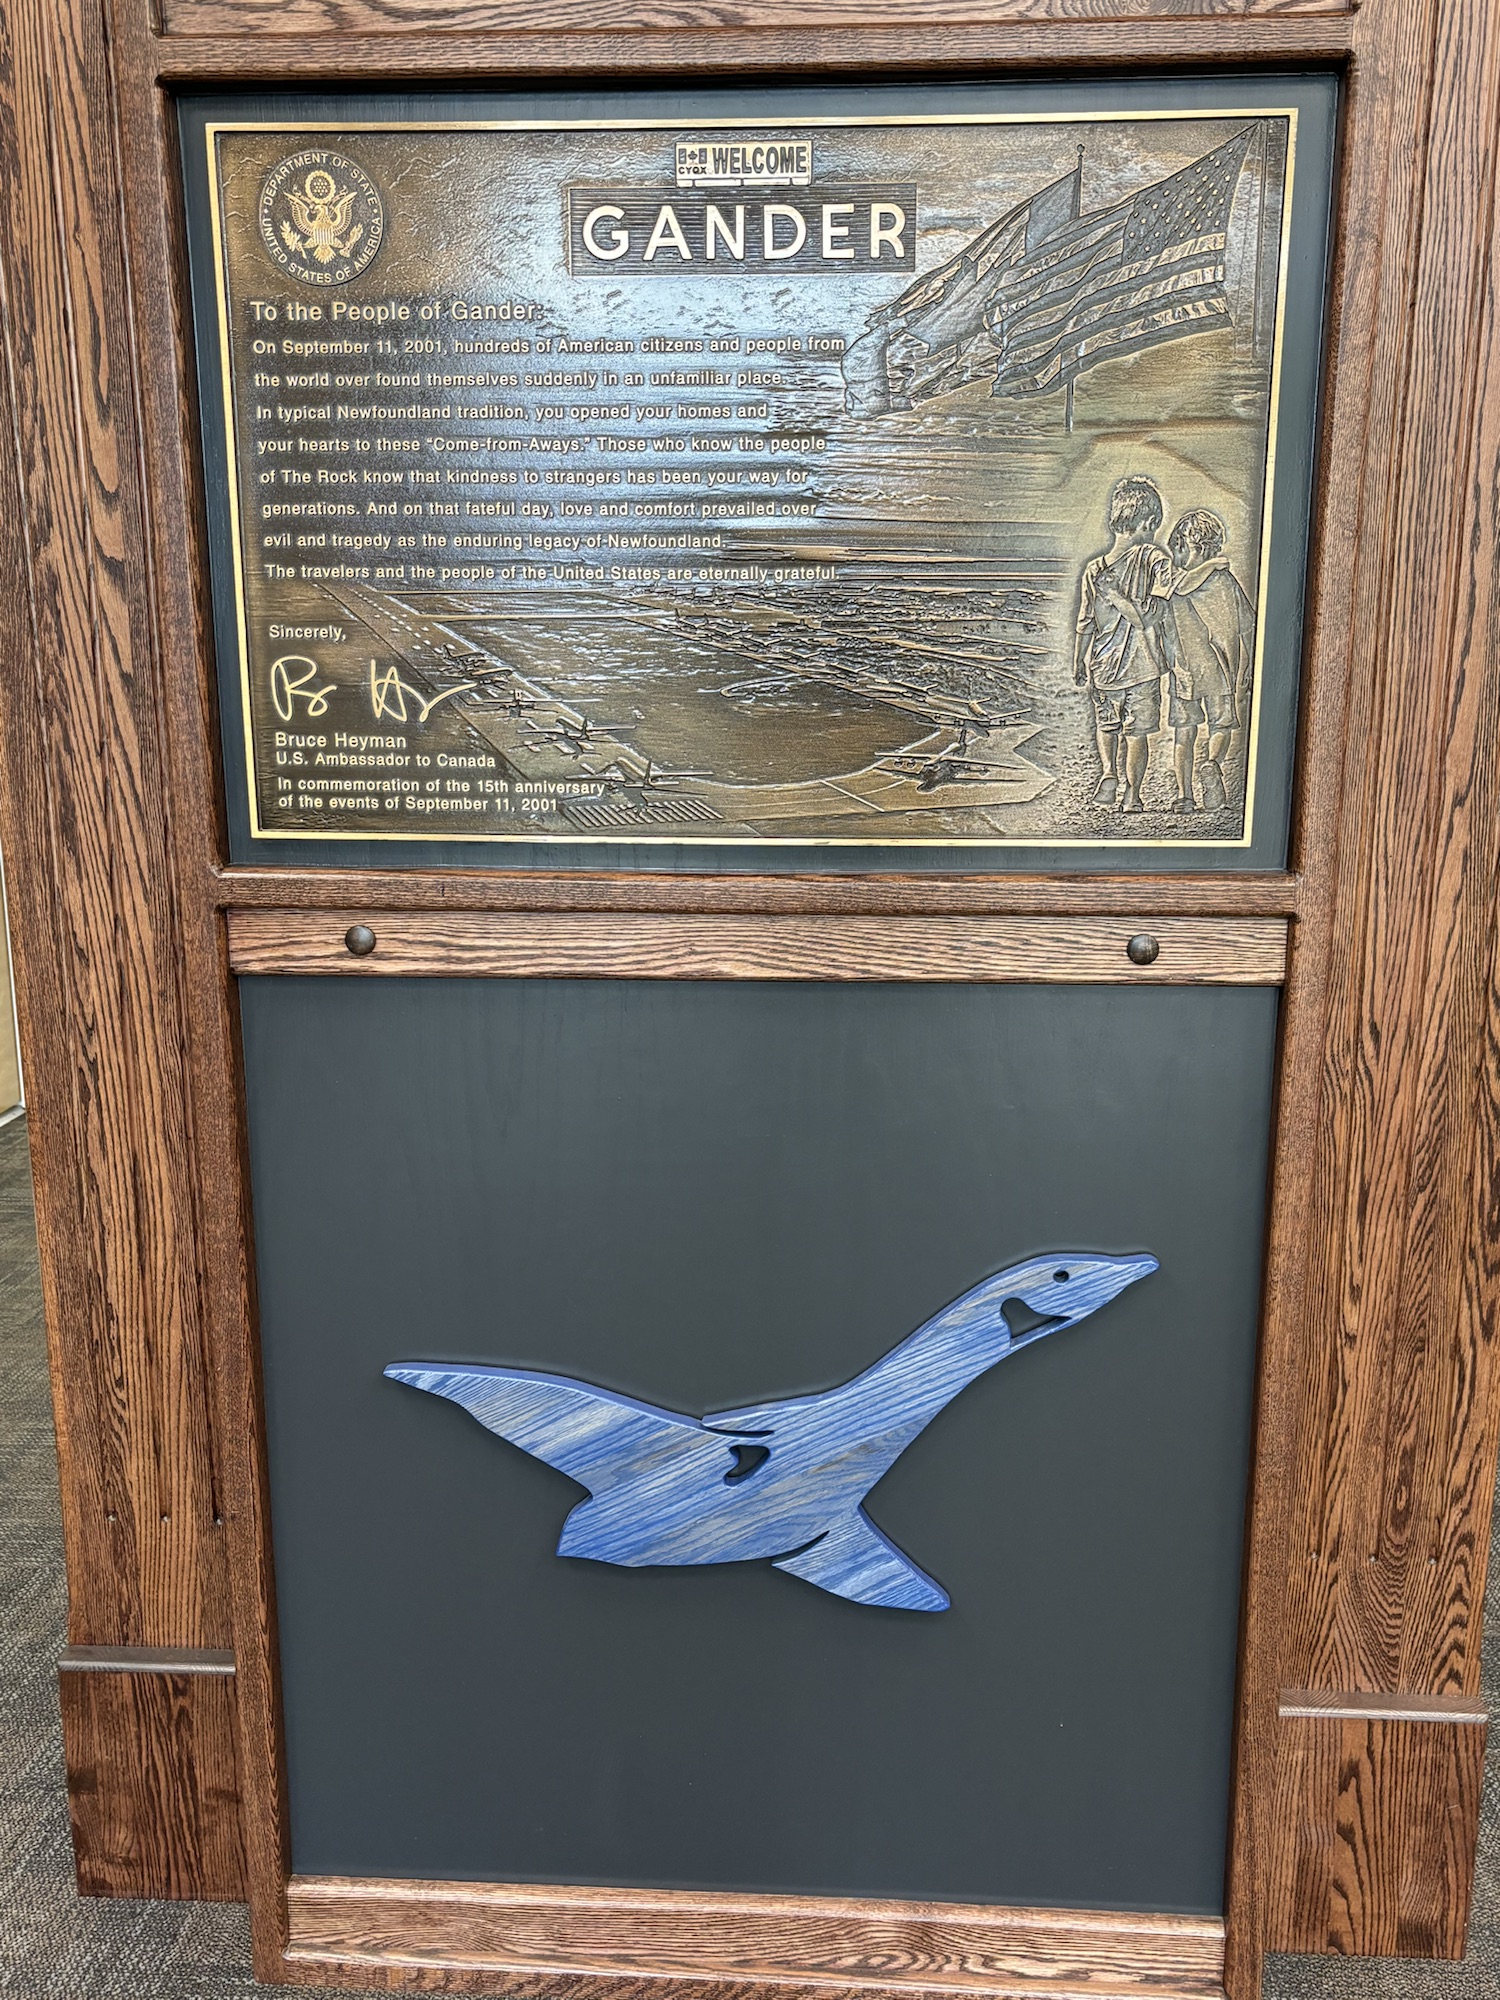 DEPARTMENT OF STATE
UNITED STATES OF AMERICA
CYQX WELCOME
GANDER
To the People of Gander:
On September 11, 2001, hundreds of American citizens and people from
the world over found themselves suddenly in an unfamiliar place.
In typical Newfoundland tradition, you opened your homes and
your hearts to these “Come-from-Aways.” Those who know the people
of The Rock know that kindness to strangers has been your way for
generations. And on that fateful day, love and comfort prevailed over
evil and tragedy as the enduring legacy of Newfoundland.
The travelers and the people of the United States are eternally grateful.
Sincerely,
Bruce Heyman
U.S. Ambassador to Canada
In commemoration of the 15th anniversary
of the events of September 11, 2001